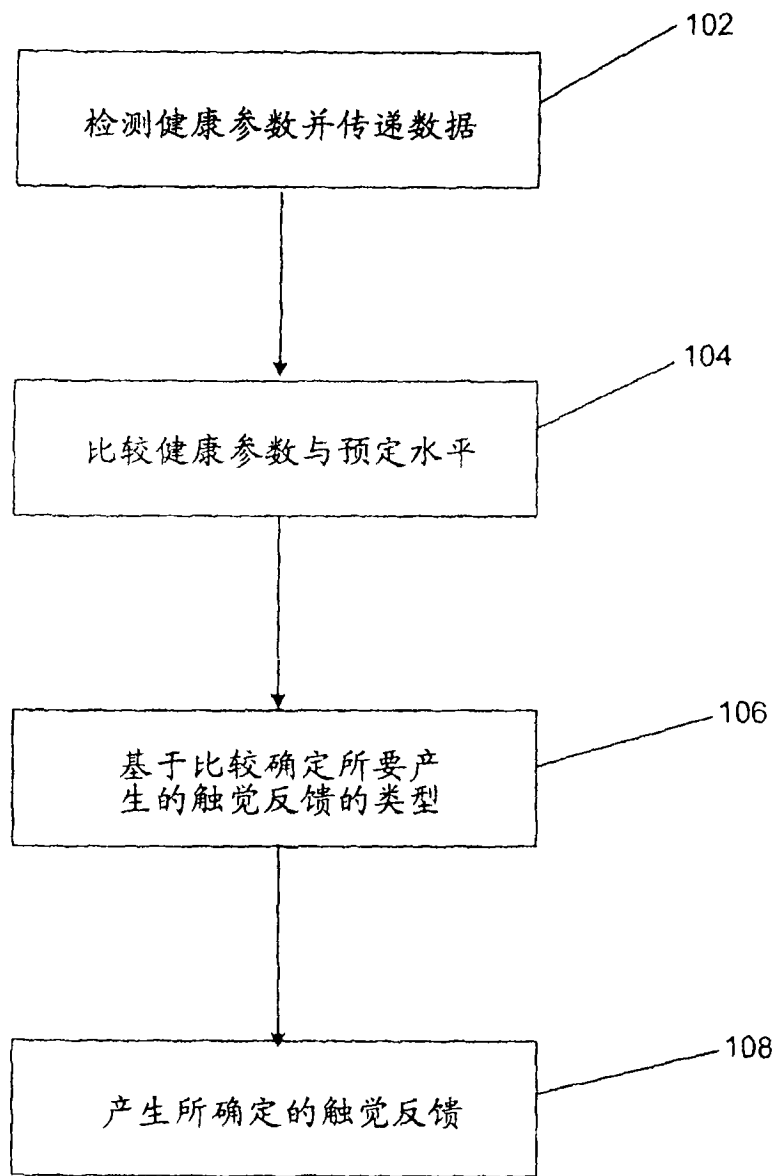 102
检测健康参数并传递数据
104
比较健康参数与预定水平
106
基于比较确定所要产
生的触觉反馈的类型
108
产生所确定的触觉反馈